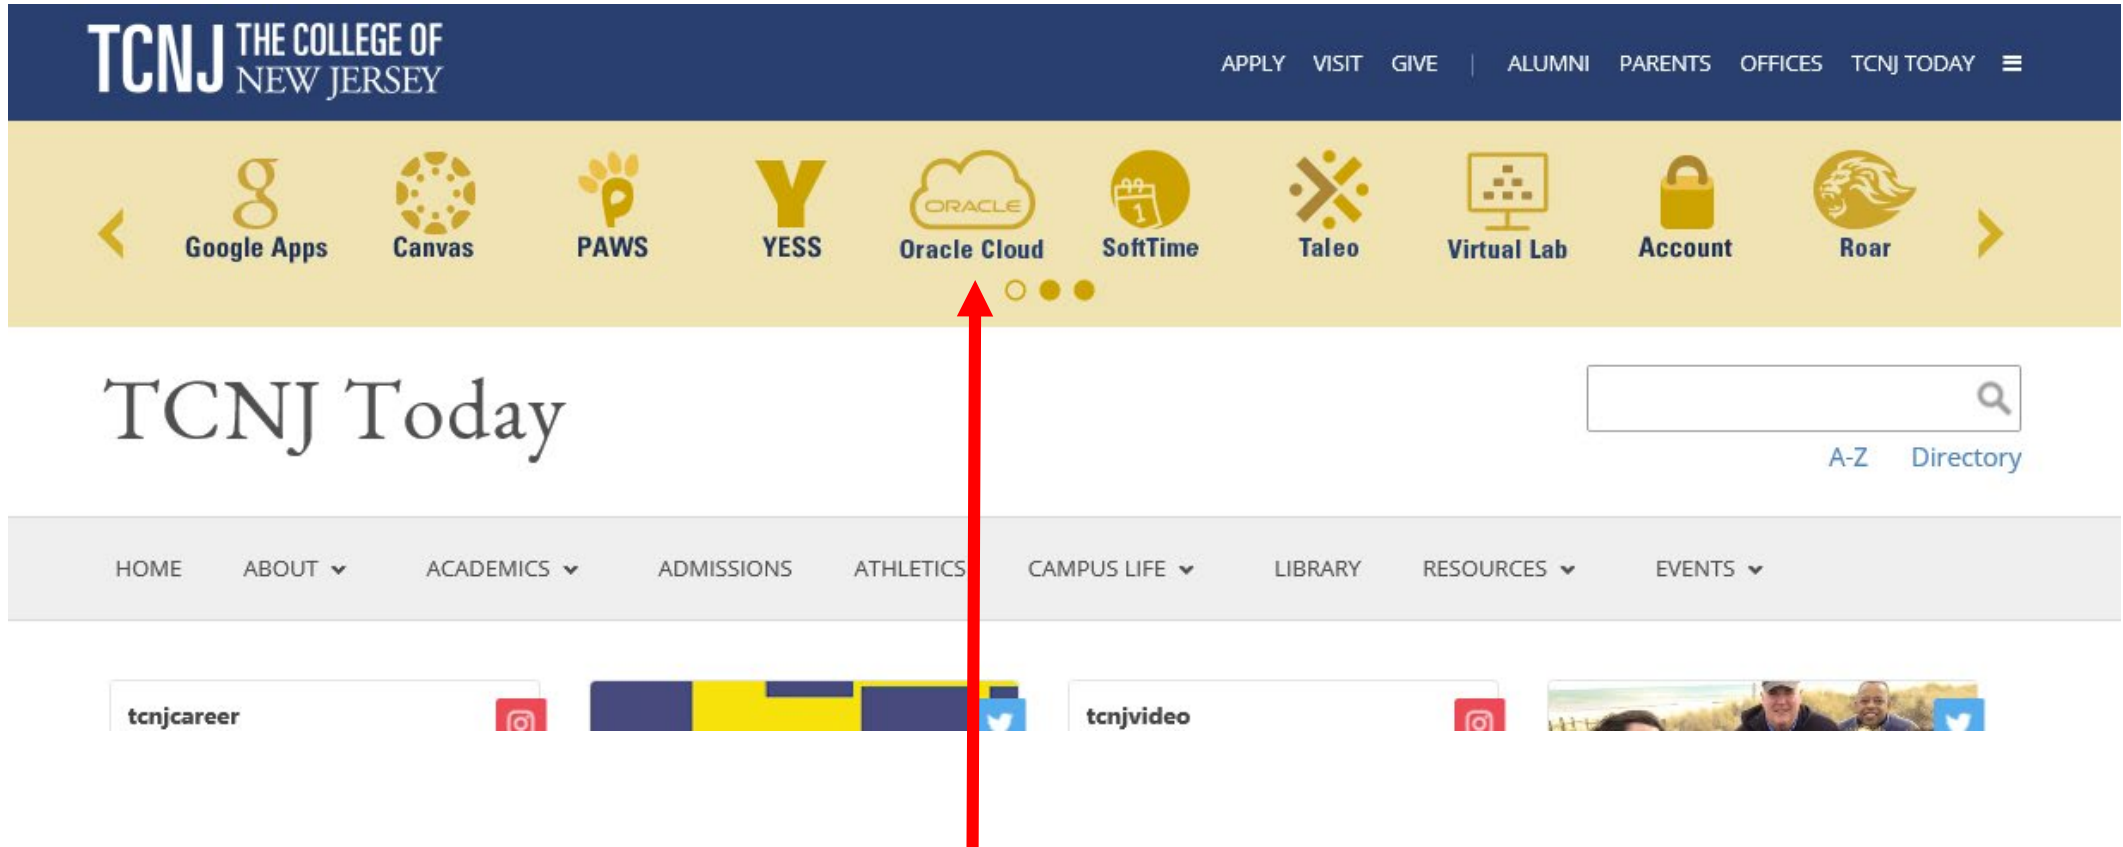 TCNJ THE COLLEGE OF
NEW JERSEY
APPLY VISIT GIVE | ALUMNI PARENTS OFFICES TCNJ TODAY
Google Apps Canvas PAWS YESS ORACLE Oracle Cloud 1 SoftTime Taleo Virtual Lab Account Roar
TCNJ Today
A-Z Directory
HOME ABOUT ACADEMICS ADMISSIONS ATHLETICS CAMPUS LIFE LIBRARY RESOURCES EVENTS
tcnjcareer tcnjvideo